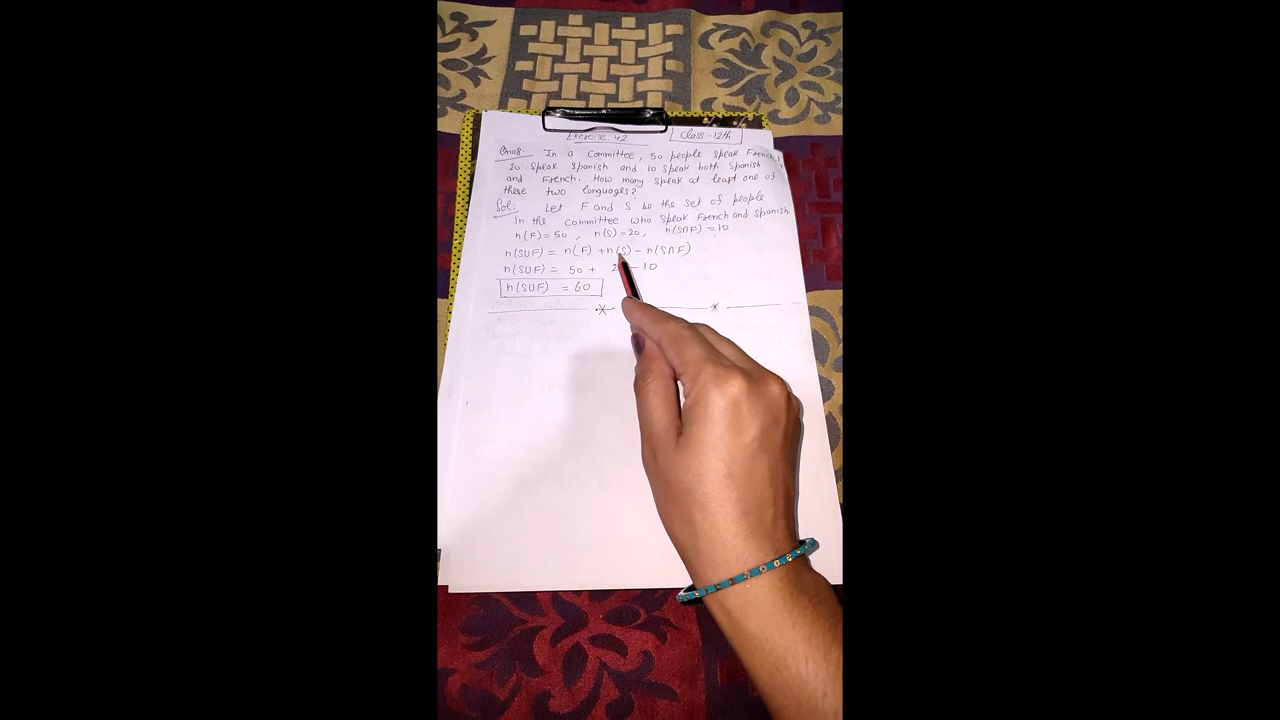 Exercise-42
Class-12th
Ques. In a Committee, 50 people speak French,
20 Speak Spanish and 10 speak both Spanish
and French. How many speak at least one of
these two languages?
Sol: Let F and S be the set of people
in the committee who speak French and Spanish.
n(F) = 50, n(S) = 20, n(S∩F) = 10
n(S∪F) = n(F) + n(S) - n(S∩F)
n(S∪F) = 50 + 2 - 10
n(S∪F) = 60